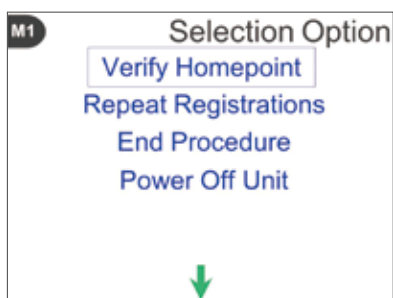 M1
Selection Option
Verify Homepoint
Repeat Registrations
End Procedure
Power Off Unit